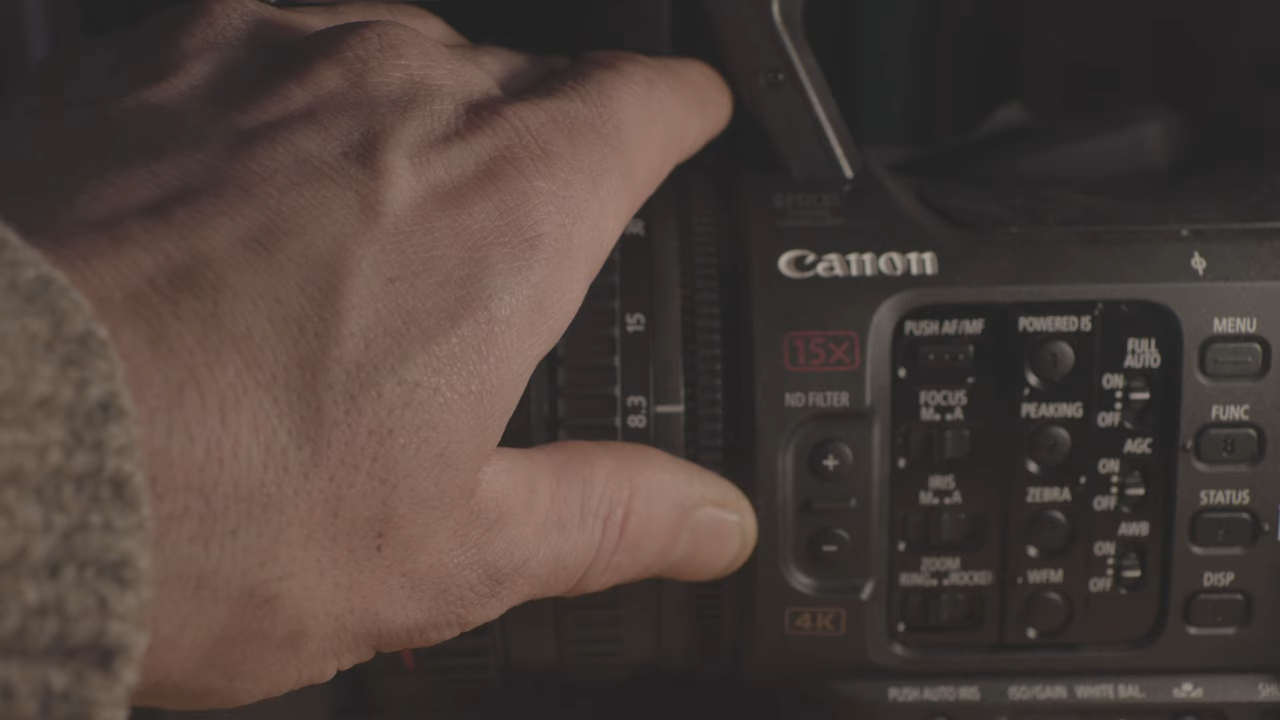 Canon
15x
ND FILTER
+
-
4K
15
8.3
PUSH AF/MF
FOCUS
M A
IRIS
M A
ZOOM
POWERED IS
1
PEAKING
ZEBRA
WFM
FULL
AUTO
ON
OFF
AGC
ON
OFF
AWB
ON
OFF
MENU
FUNC
STATUS
DISP
PUSH AUTO IRIS
ISO/GAIN
WHITE BAL.